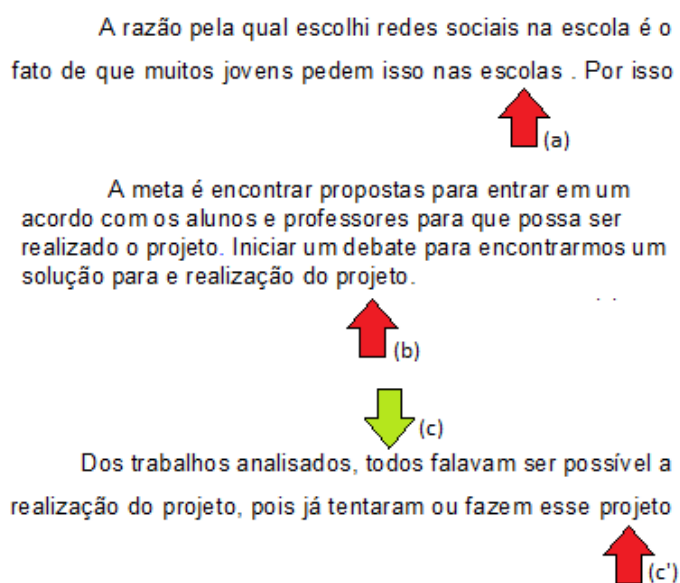 A razão pela qual escolhi redes sociais na escola é o
fato de que muitos jovens pedem isso nas escolas . Por isso
(a)
A meta é encontrar propostas para entrar em um
acordo com os alunos e professores para que possa ser
realizado o projeto. Iniciar um debate para encontrarmos um
solução para e realização do projeto.
(b)
(c)
Dos trabalhos analisados, todos falavam ser possível a
realização do projeto, pois já tentaram ou fazem esse projeto
(c')